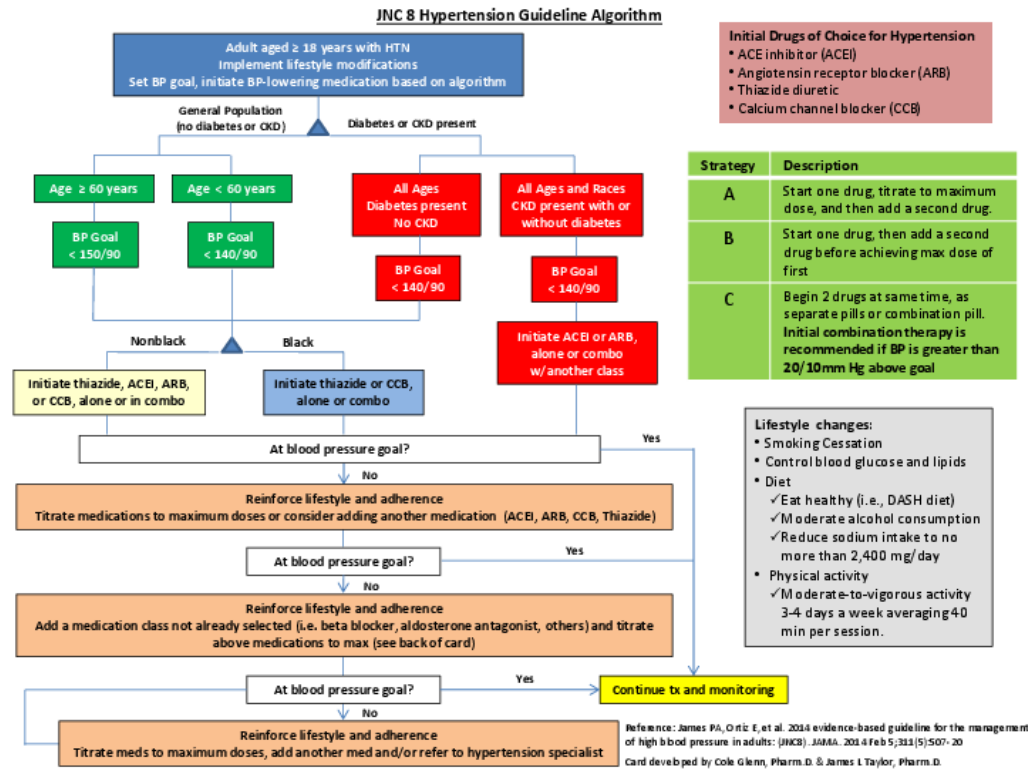 JNC 8 Hypertension Guideline Algorithm
Adult aged ≥ 18 years with HTN
Implement lifestyle modifications
Set BP goal, initiate BP-lowering medication based on algorithm
General Population
(no diabetes or CKD)
Diabetes or CKD present
Age ≥ 60 years
Age < 60 years
All Ages
Diabetes present
No CKD
All Ages and Races
CKD present with or
without diabetes
BP Goal
< 150/90
BP Goal
< 140/90
BP Goal
< 140/90
BP Goal
< 140/90
Nonblack
Black
Initiate thiazide, ACEI, ARB,
or CCB, alone or in combo
Initiate thiazide or CCB,
alone or combo
Initiate ACEI or ARB,
alone or combo
w/another class
At blood pressure goal?
Yes
No
Reinforce lifestyle and adherence
Titrate medications to maximum doses or consider adding another medication (ACEI, ARB, CCB, Thiazide)
At blood pressure goal?
Yes
No
Reinforce lifestyle and adherence
Add a medication class not already selected (i.e. beta blocker, aldosterone antagonist, others) and titrate
above medications to max (see back of card)
At blood pressure goal?
Yes
Continue tx and monitoring
No
Reinforce lifestyle and adherence
Titrate meds to maximum doses, add another med and/or refer to hypertension specialist
Initial Drugs of Choice for Hypertension
• ACE inhibitor (ACEI)
• Angiotensin receptor blocker (ARB)
• Thiazide diuretic
• Calcium channel blocker (CCB)
Strategy Description
A Start one drug, titrate to maximum
dose, and then add a second drug.
B Start one drug, then add a second
drug before achieving max dose of
first
C Begin 2 drugs at same time, as
separate pills or combination pill.
Initial combination therapy is
recommended if BP is greater than
20/10mm Hg above goal
Lifestyle changes:
• Smoking Cessation
• Control blood glucose and lipids
• Diet
✓Eat healthy (i.e., DASH diet)
✓Moderate alcohol consumption
✓Reduce sodium intake to no
more than 2,400 mg/day
• Physical activity
✓Moderate-to-vigorous activity
3-4 days a week averaging 40
min per session.
Reference: James PA, Ortiz E, et al. 2014 evidence-based guideline for the management
of high blood pressure in adults: (JNC8). JAMA. 2014 Feb 5;311(5):507-20
Card developed by Cole Glenn, Pharm.D. & James L Taylor, Pharm.D.